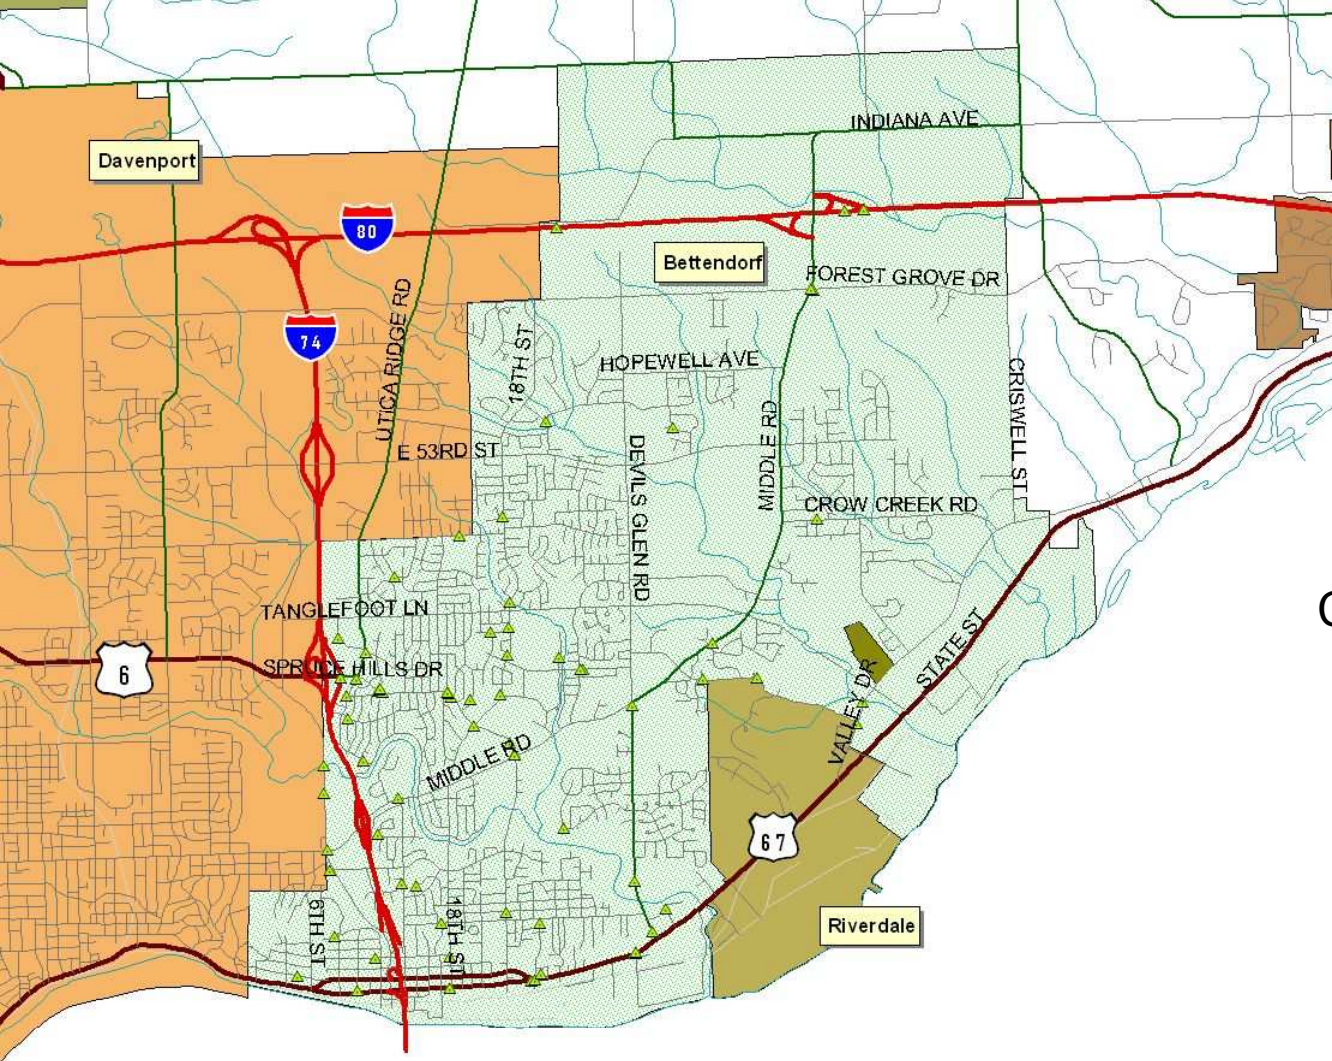 INDIANA AVE
Davenport
80
Bettendorf
FOREST GROVE DR
74
UTICA RIDGE RD
18TH ST
HOPEWELL AVE
CRISWELL ST
E 53RD ST
DEVILS GLEN RD
MIDDLE RD
CROW CREEK RD
TANGLEFOOT LN
6
SPRUCE HILLS DR
STATE ST
VALLEY DR
MIDDLE RD
67
6TH ST
18TH ST
Riverdale